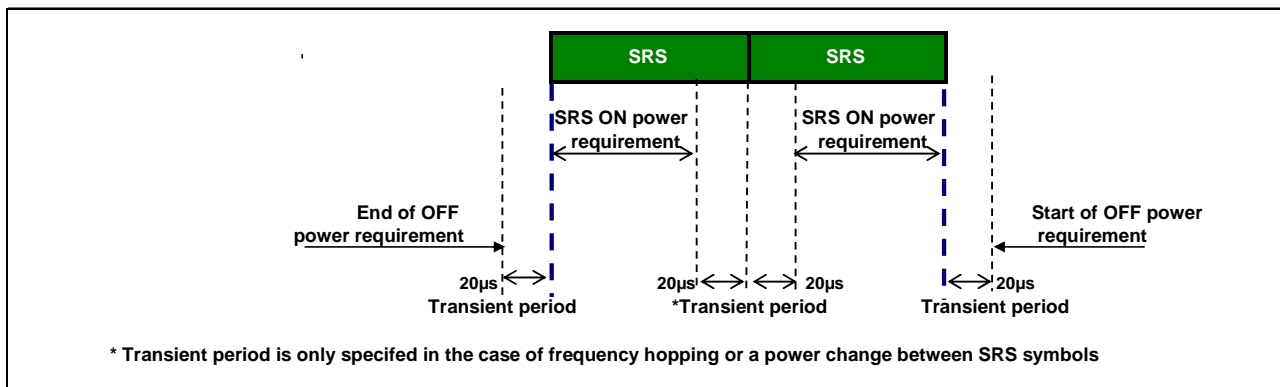 SRS SRS
SRS ON power requirement
SRS ON power requirement
End of OFF power requirement
Start of OFF power requirement
20µs 20µs 20µs 20µs
Transient period *Transient period Transient period
* Transient period is only specifed in the case of frequency hopping or a power change between SRS symbols